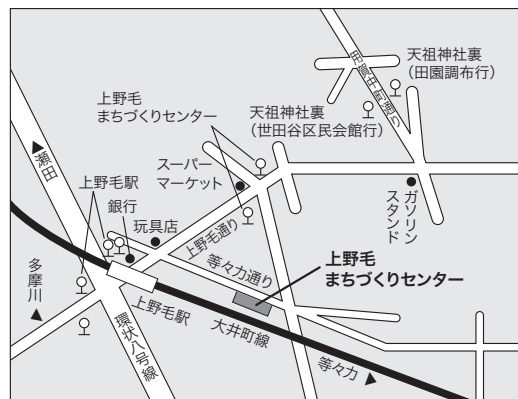 天祖神社裏
(田園調布行)
用賀中町通り
上野毛
まちづくりセンター
天祖神社裏
(世田谷区民会館行)
瀬田
上野毛駅
スーパー
マーケット
銀行
玩具店
上野毛通り
ガソリン
スタンド
多摩川
等々力通り
上野毛
まちづくりセンター
上野毛駅
大井町線
環状八号線
等々力